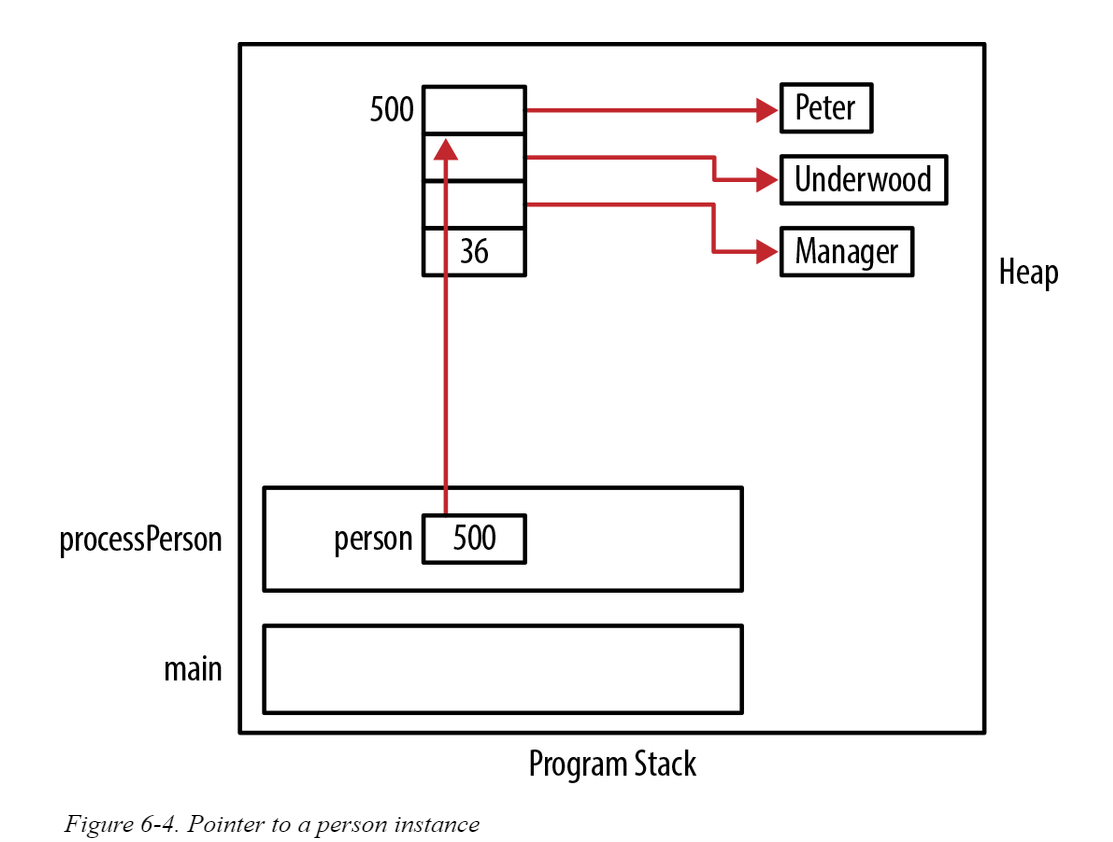 500
Peter
Underwood
Manager
36
Heap
processPerson
person
500
main
Program Stack
Figure 6-4. Pointer to a person instance